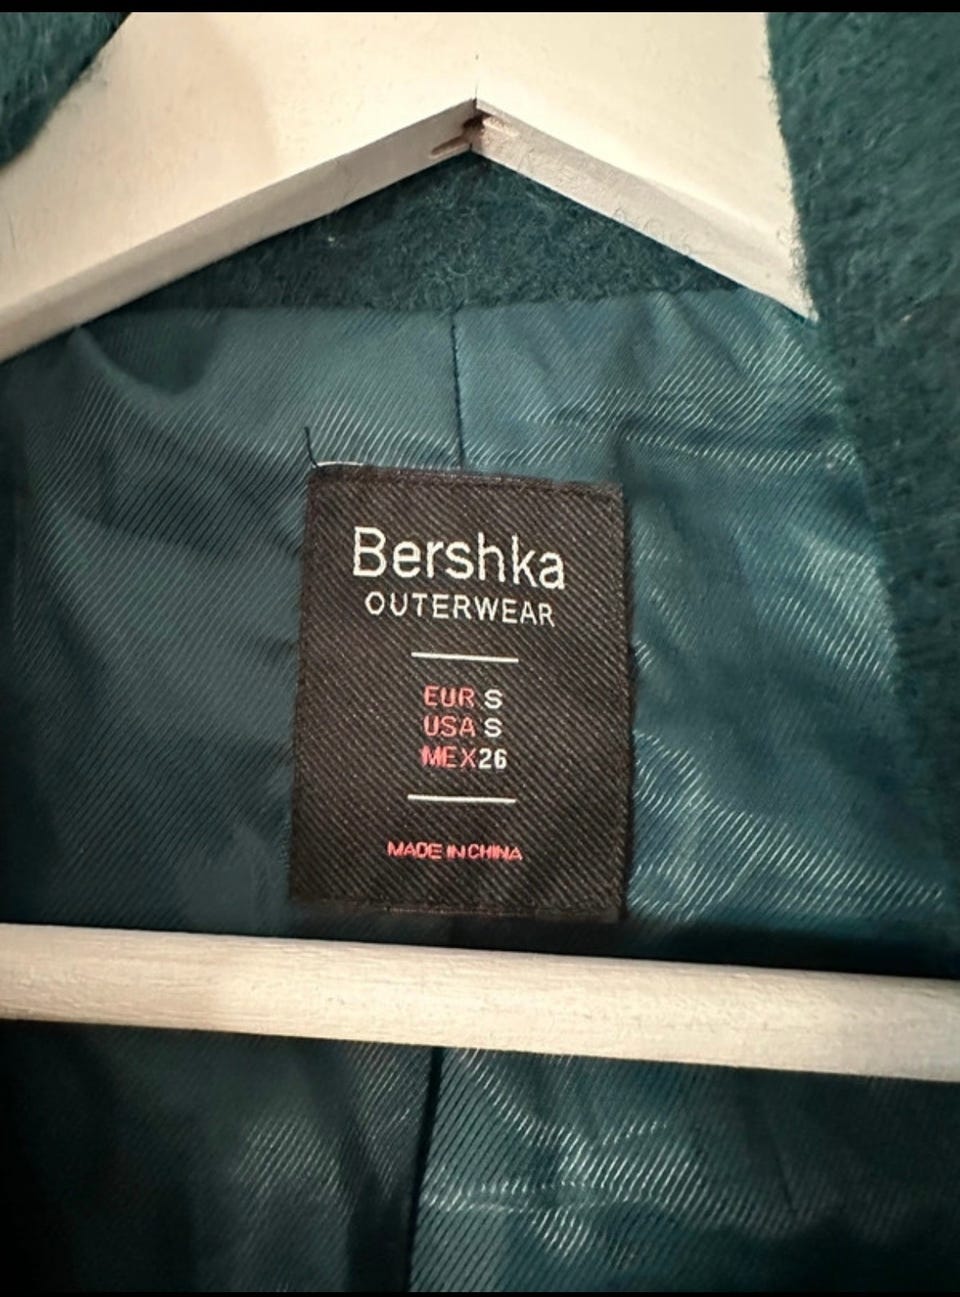 Bershka
OUTERWEAR
EUR S
USA S
MEX 26
MADE IN CHINA